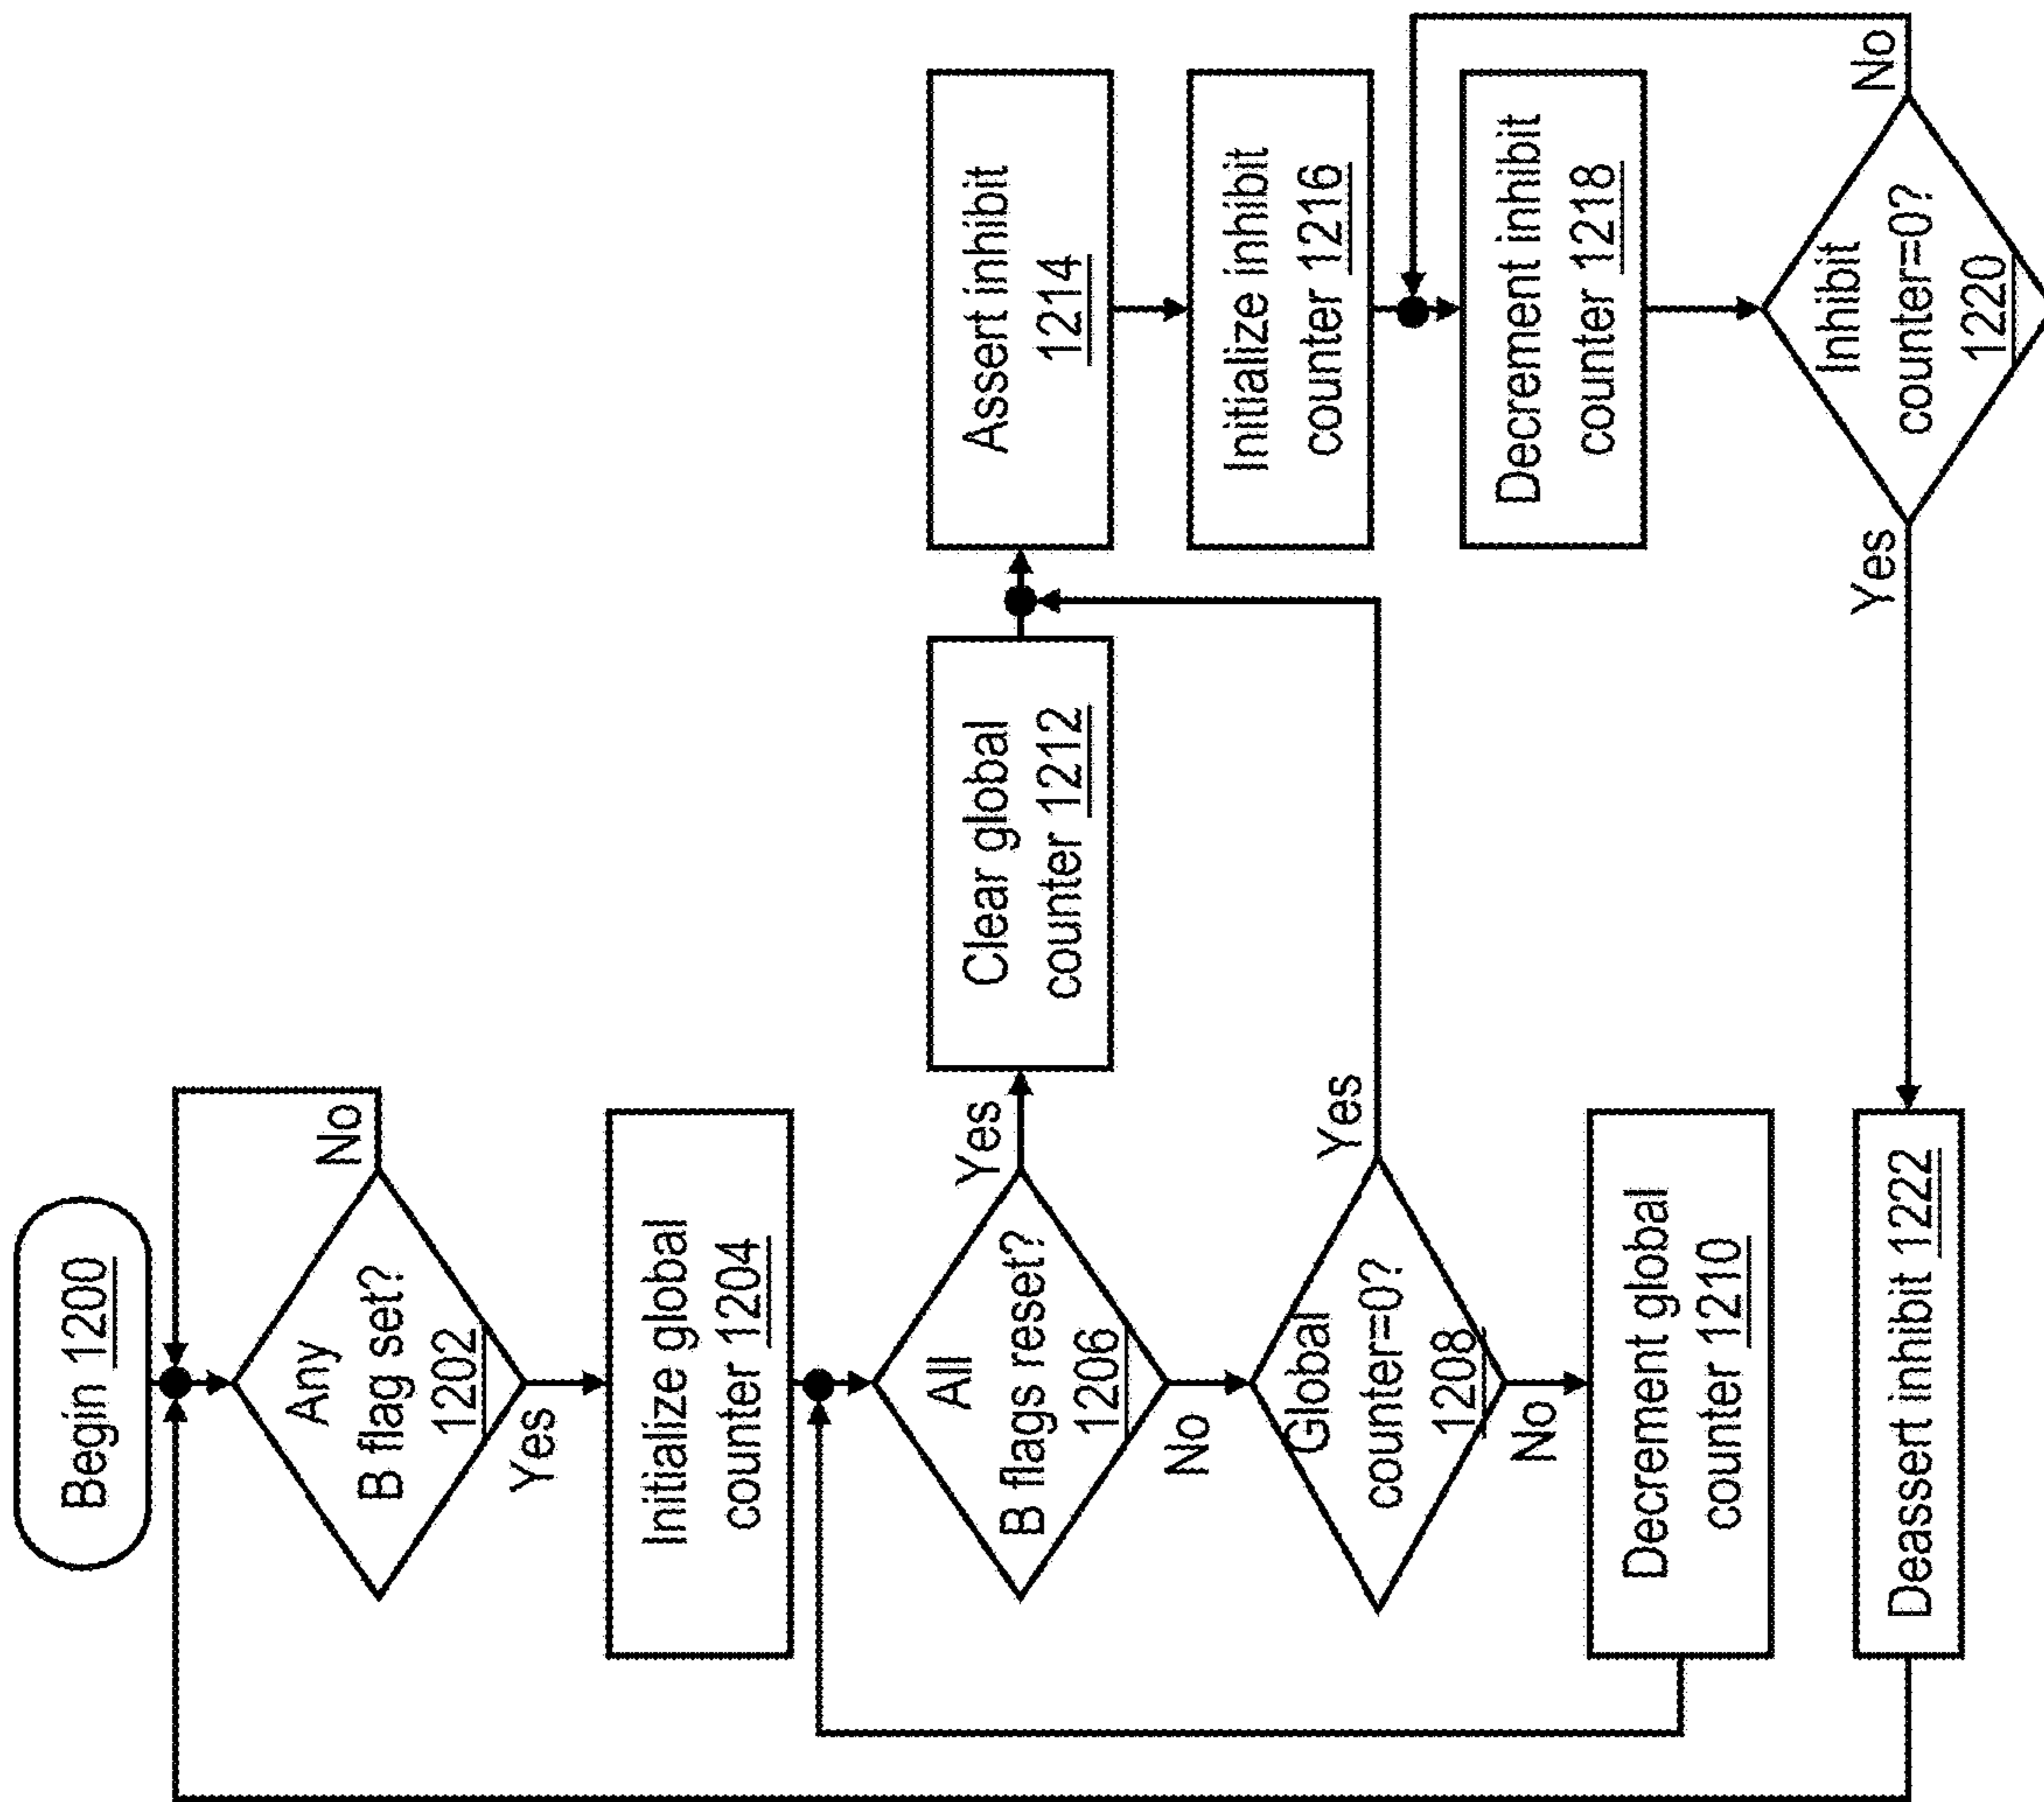 Begin 1200
Any
B flag set?
1202
No
Yes
Initialize global
counter 1204
All
B flags reset?
1206
Yes
No
Global
counter=0?
1208
Yes
No
Decrement global
counter 1210
Clear global
counter 1212
Assert inhibit
1214
Initialize inhibit
counter 1216
Decrement inhibit
counter 1218
Inhibit
counter=0?
1220
No
Yes
Deassert inhibit 1222